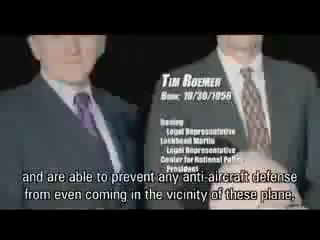 TIM ROEMER
BORN: 10/30/1956
Boeing
Legal Representative
Lockheed Martin
Legal Representative
Center for National Policy
President
and are able to prevent any anti-aircraft defense
from even coming in the vicinity of these plane,